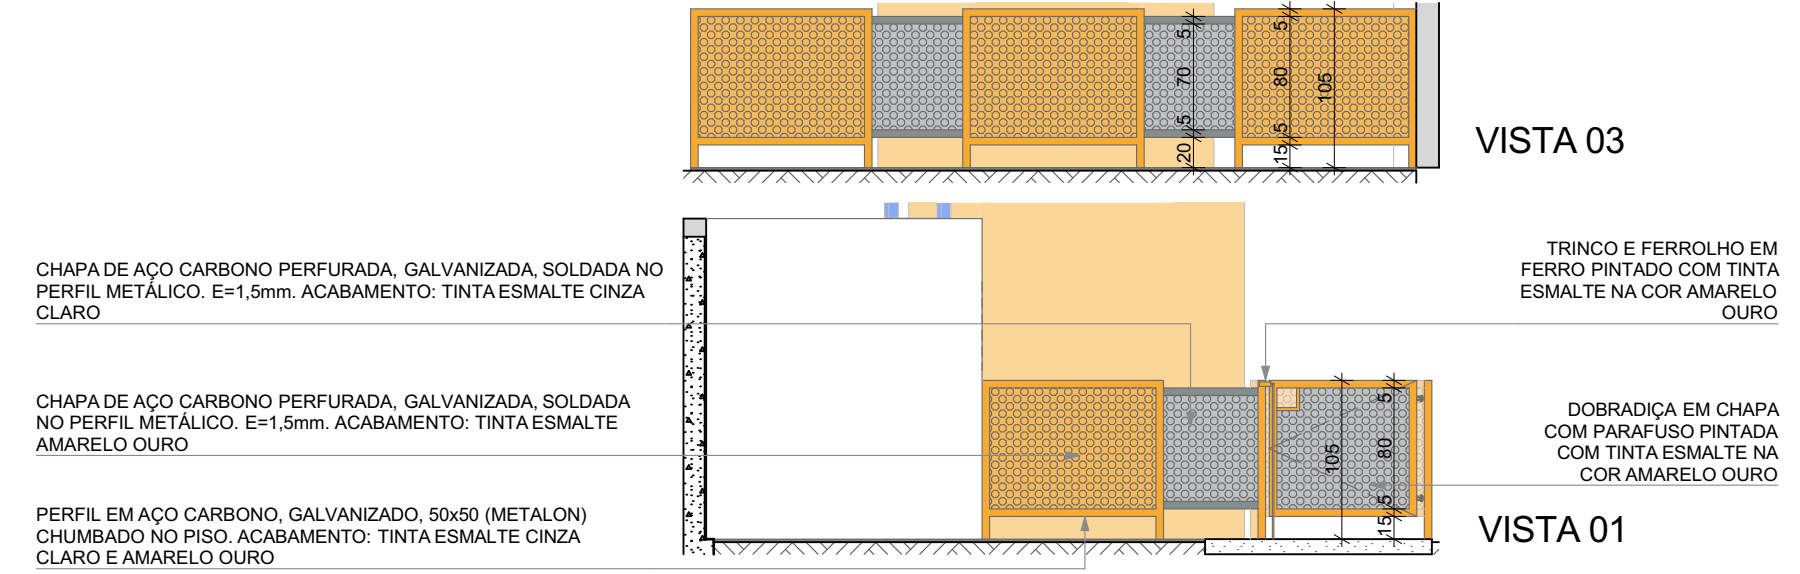 5
5
70
80
105
5
5
20
15
VISTA 03
CHAPA DE AÇO CARBONO PERFURADA, GALVANIZADA, SOLDADA NO
PERFIL METÁLICO. E=1,5mm. ACABAMENTO: TINTA ESMALTE CINZA
CLARO
TRINCO E FERROLHO EM
FERRO PINTADO COM TINTA
ESMALTE NA COR AMARELO
OURO
CHAPA DE AÇO CARBONO PERFURADA, GALVANIZADA, SOLDADA
NO PERFIL METÁLICO. E=1,5mm. ACABAMENTO: TINTA ESMALTE
AMARELO OURO
DOBRADIÇA EM CHAPA
COM PARAFUSO PINTADA
COM TINTA ESMALTE NA
COR AMARELO OURO
5
105
80
5
15
PERFIL EM AÇO CARBONO, GALVANIZADO, 50x50 (METALON)
CHUMBADO NO PISO. ACABAMENTO: TINTA ESMALTE CINZA
CLARO E AMARELO OURO
VISTA 01